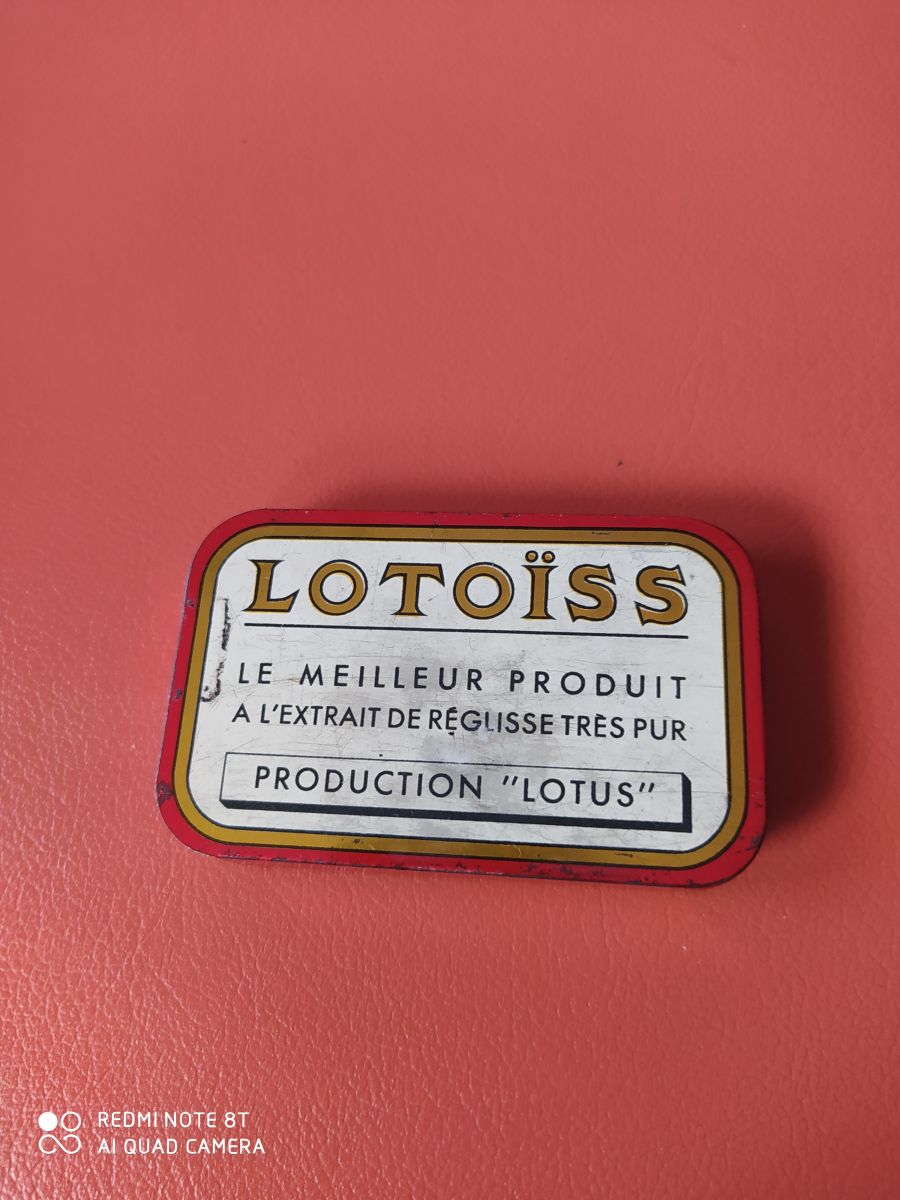 LOTOÏSS
LE MEILLEUR PRODUIT
A L'EXTRAIT DE RÉGLISSE TRÈS PUR
PRODUCTION "LOTUS"
REDMI NOTE 8T
AI QUAD CAMERA